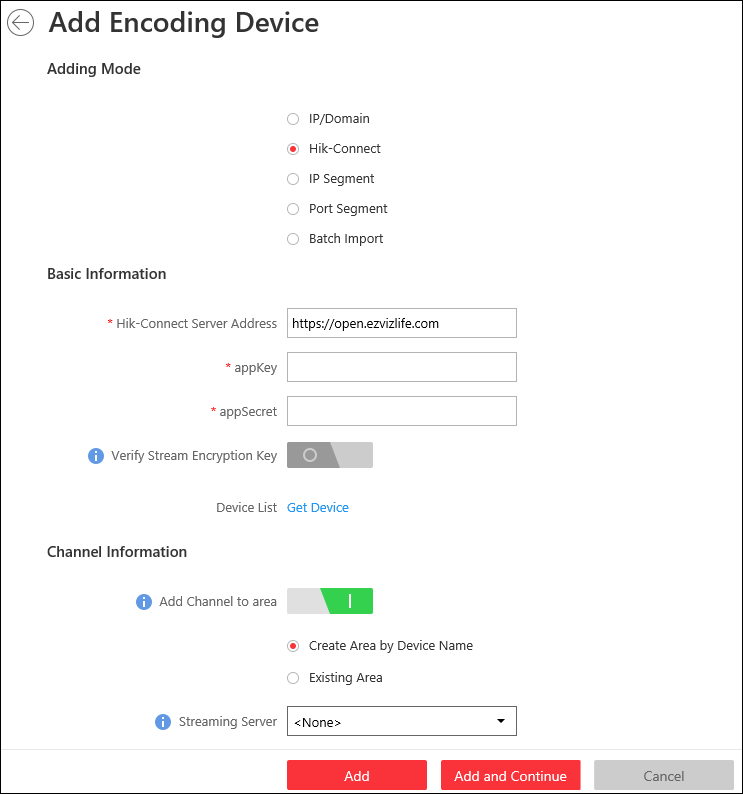 Add Encoding Device
Adding Mode
IP/Domain
Hik-Connect
IP Segment
Port Segment
Batch Import
Basic Information
* Hik-Connect Server Address https://open.ezvizlife.com
* appKey
* appSecret
Verify Stream Encryption Key
Device List Get Device
Channel Information
Add Channel to area
Create Area by Device Name
Existing Area
Streaming Server <None>
Add Add and Continue Cancel